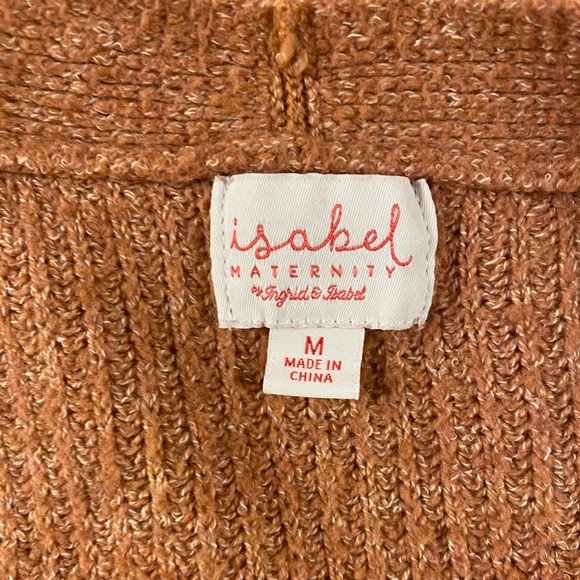 isabel
MATERNITY
by Ingrid & Isabel
M
MADE IN
CHINA